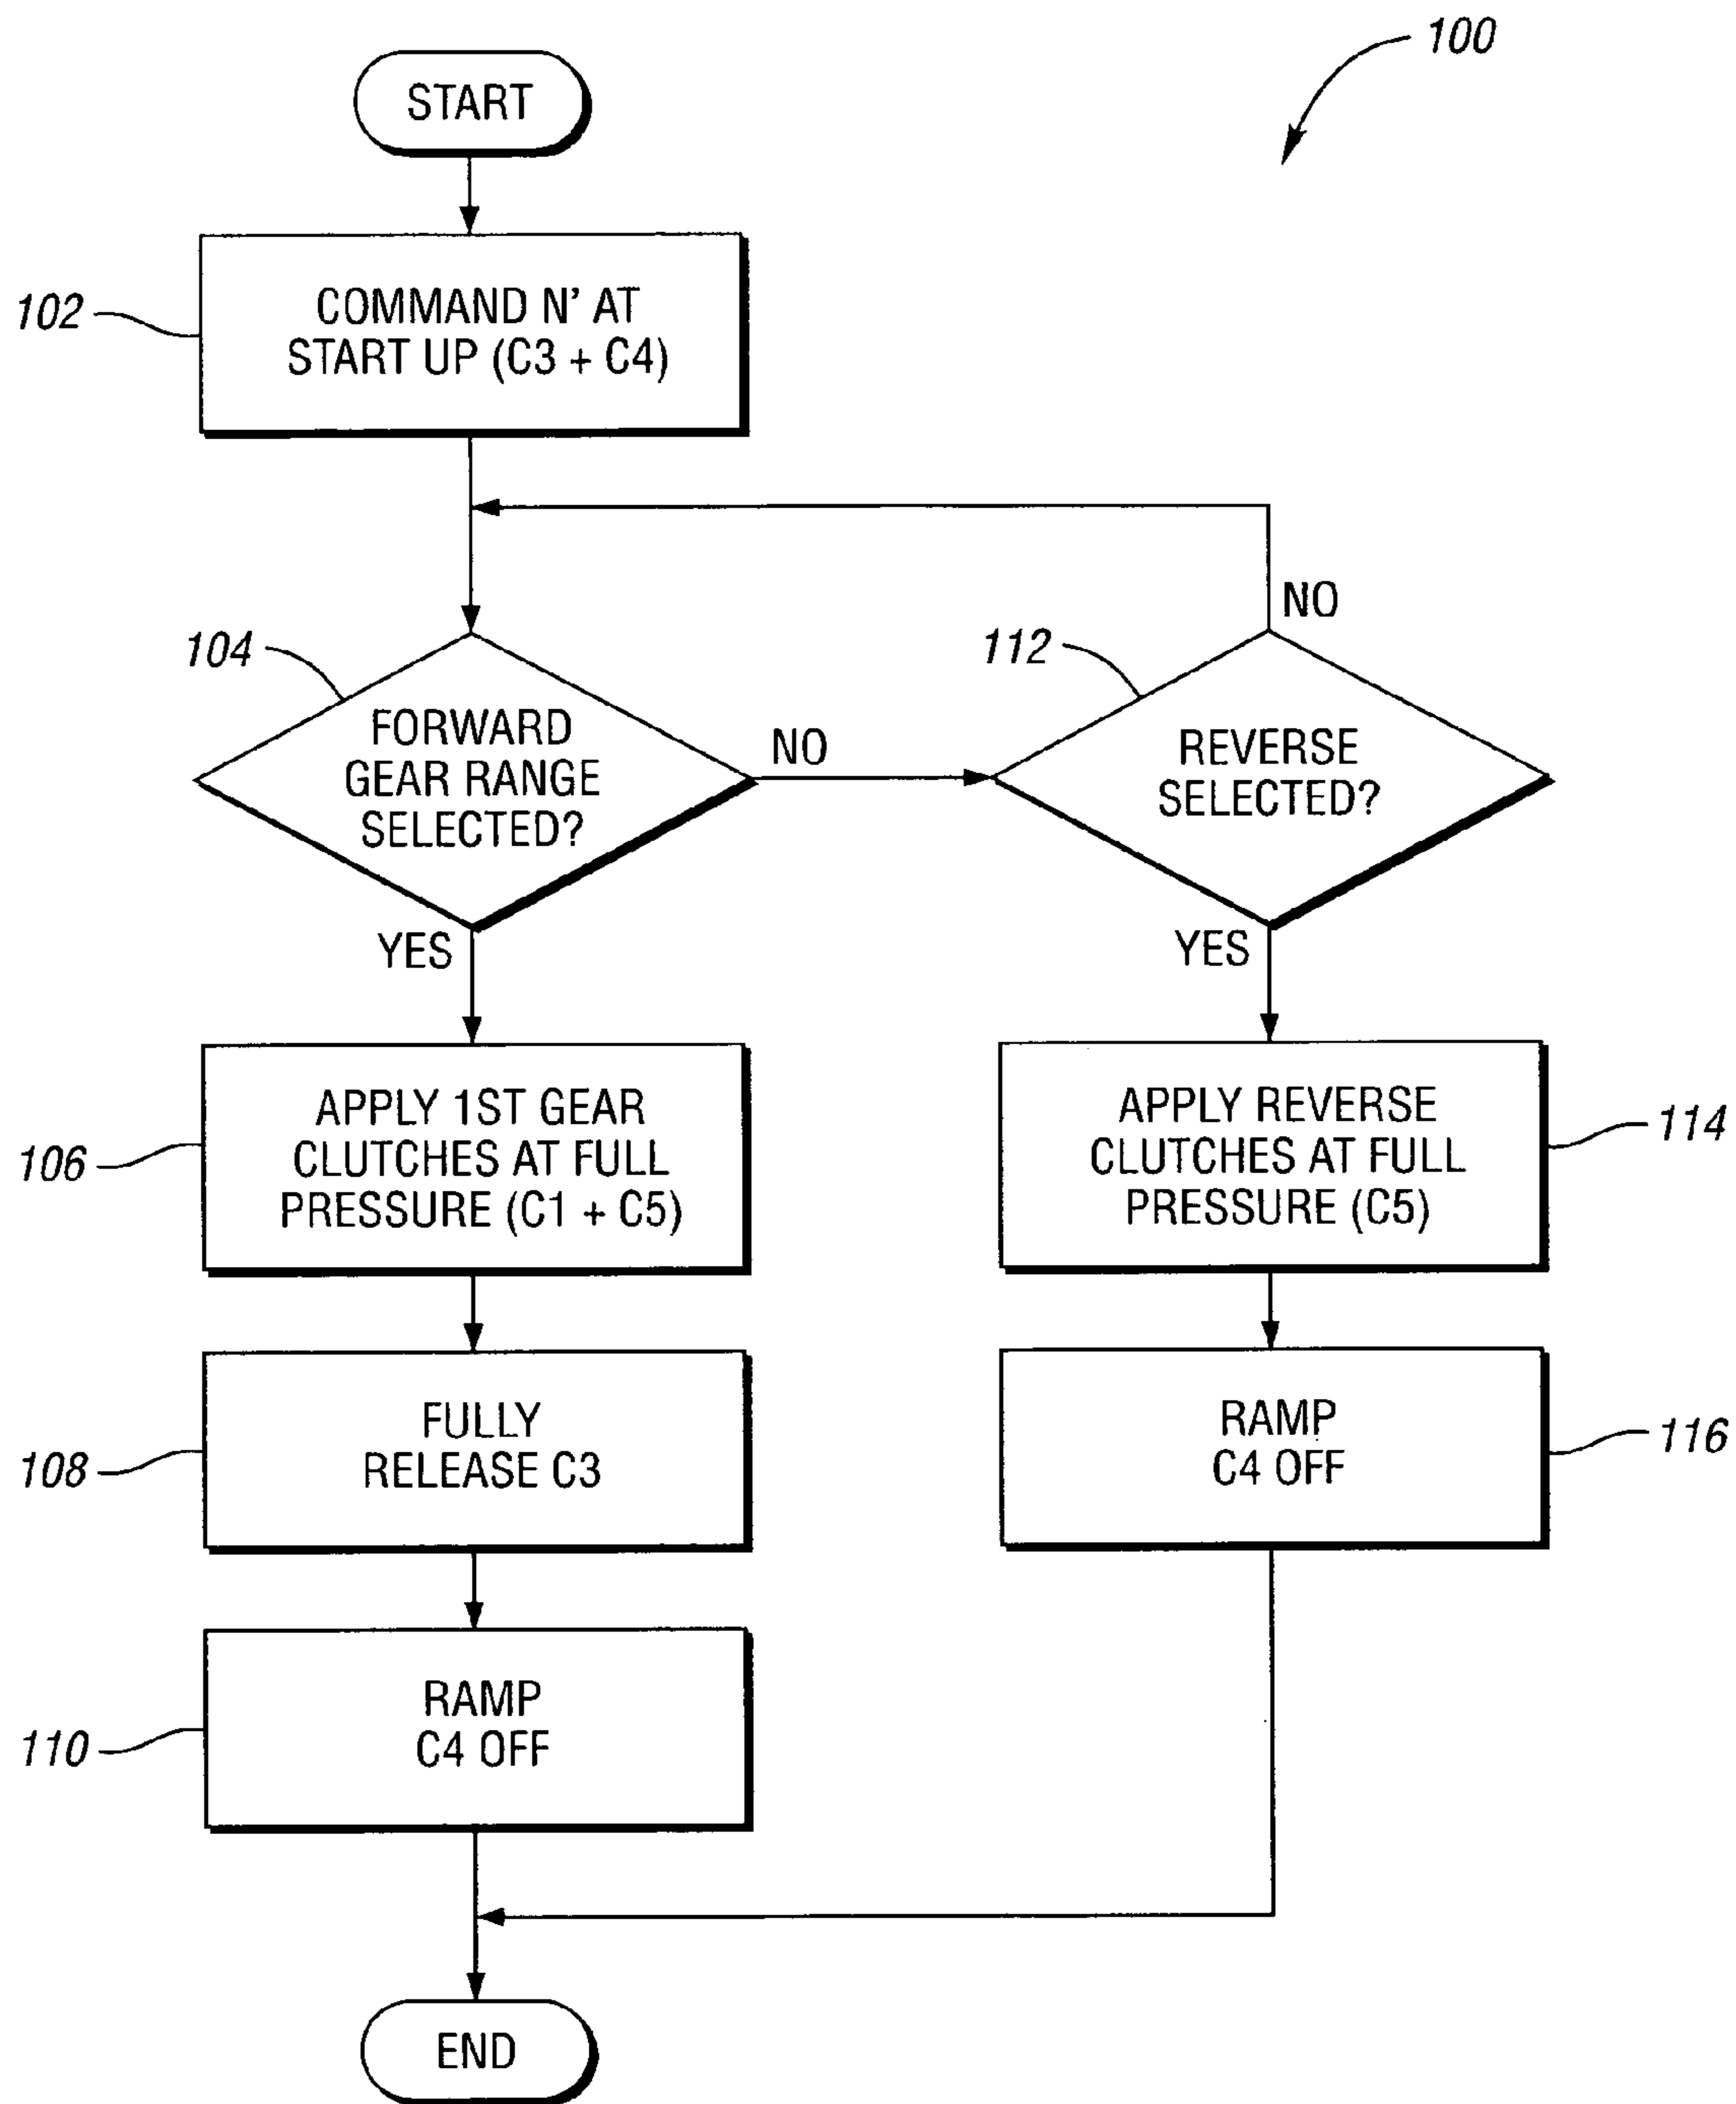 100
START
102
COMMAND N' AT
START UP (C3 + C4)
NO
104
112
FORWARD
GEAR RANGE
SELECTED?
NO
REVERSE
SELECTED?
YES
YES
106
APPLY 1ST GEAR
CLUTCHES AT FULL
PRESSURE (C1 + C5)
APPLY REVERSE
CLUTCHES AT FULL
PRESSURE (C5)
114
108
FULLY
RELEASE C3
RAMP
C4 OFF
116
110
RAMP
C4 OFF
END